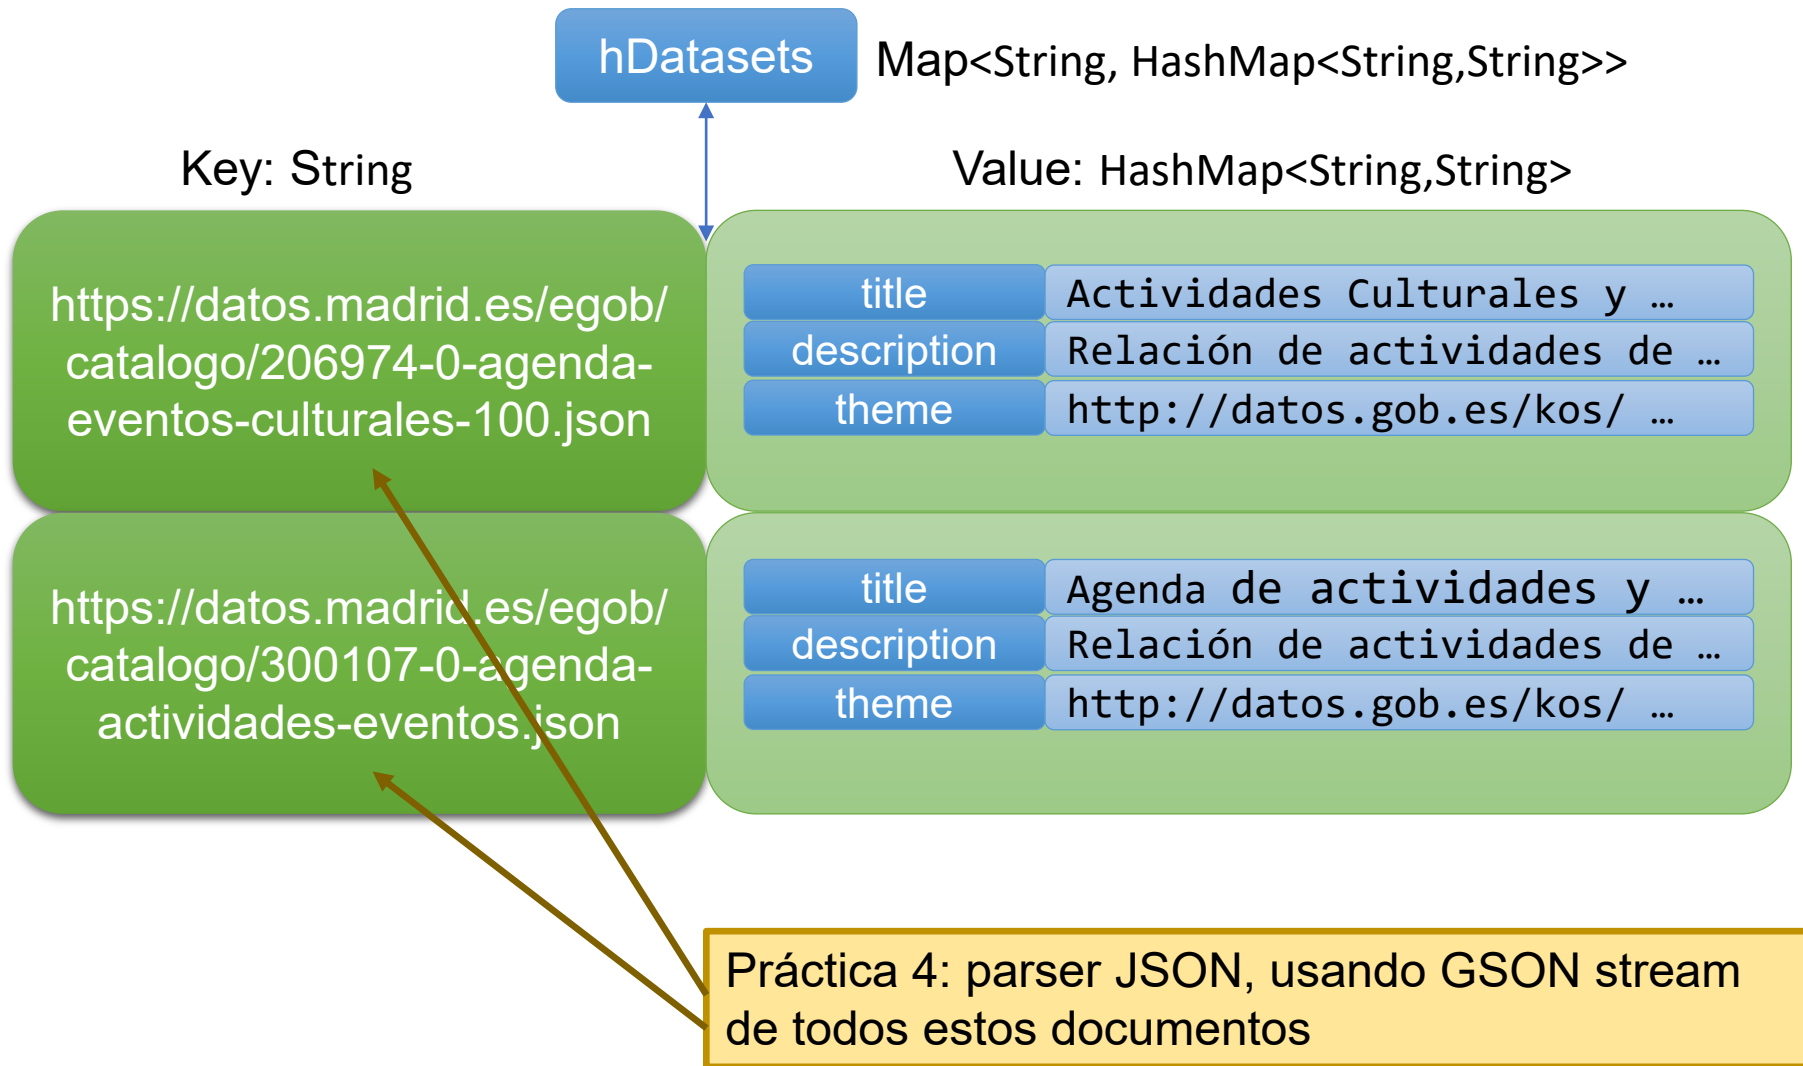 hDatasets
Map<String, HashMap<String,String>>
Key: String
Value: HashMap<String,String>
https://datos.madrid.es/egob/
catalogo/206974-0-agenda-
eventos-culturales-100.json
title
Actividades Culturales y …
description
Relación de actividades de …
theme
http://datos.gob.es/kos/ …
https://datos.madrid.es/egob/
catalogo/300107-0-agenda-
actividades-eventos.json
title
Agenda de actividades y …
description
Relación de actividades de …
theme
http://datos.gob.es/kos/ …
Práctica 4: parser JSON, usando GSON stream
de todos estos documentos